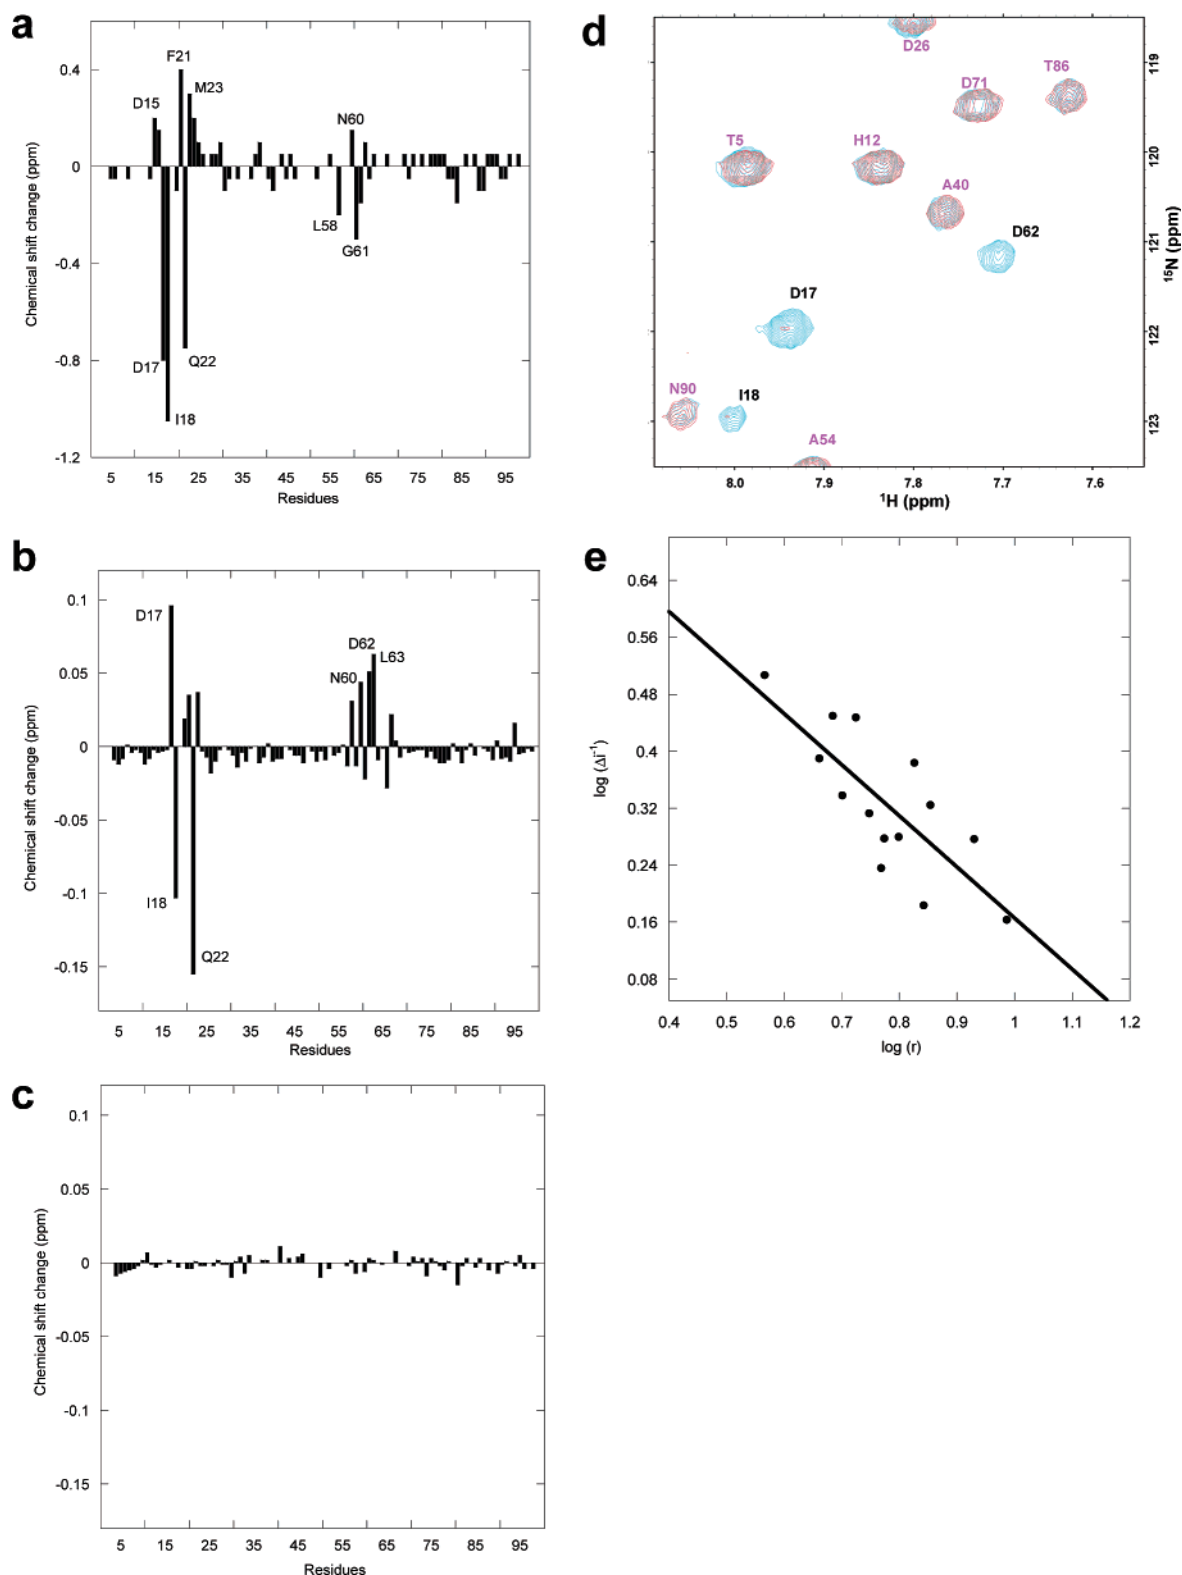 a
Chemical shift change (ppm)
0.4
0
-0.4
-0.8
-1.2
F21
M23
D15
N60
L58
G61
D17
Q22
I18
5 15 25 35 45 55 65 75 85 95
Residues
b
Chemical shift change (ppm)
0.1
0.05
0
-0.05
-0.1
-0.15
D17
D62
L63
N60
I18
Q22
5 15 25 35 45 55 65 75 85 95
Residues
c
Chemical shift change (ppm)
0.1
0.05
0
-0.05
-0.1
-0.15
5 15 25 35 45 55 65 75 85 95
Residues
d
D26
D71
T86
T5
H12
A40
D62
D17
N90
I18
A54
119
120
121
122
123
15N (ppm)
8.0 7.9 7.8 7.7 7.6
1H (ppm)
e
log (Δi-1)
0.64
0.56
0.48
0.4
0.32
0.24
0.16
0.08
0.4 0.5 0.6 0.7 0.8 0.9 1 1.1 1.2
log (r)